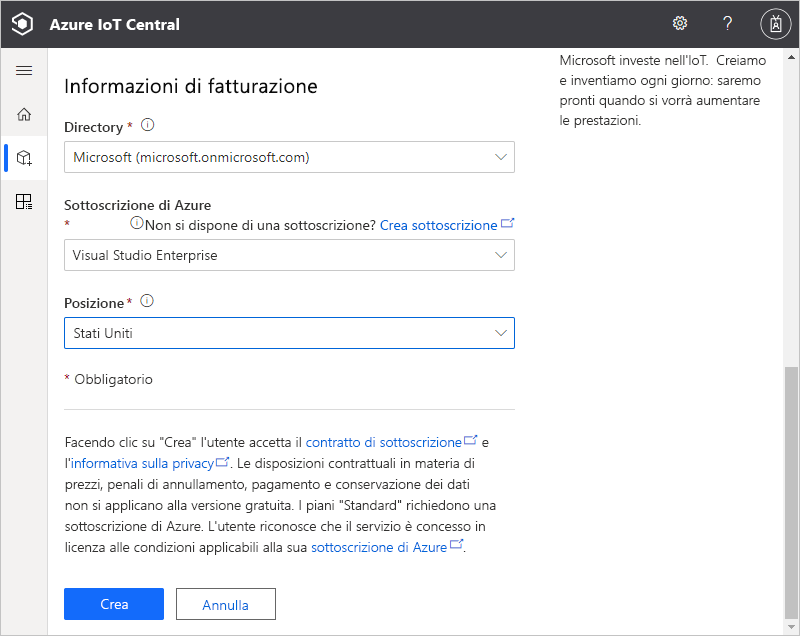 Azure IoT Central
?
Microsoft investe nell'IoT. Creiamo
e inventiamo ogni giorno: saremo
pronti quando si vorrà aumentare
le prestazioni.
Informazioni di fatturazione
Directory *
Microsoft (microsoft.onmicrosoft.com)
Sottoscrizione di Azure
* Non si dispone di una sottoscrizione? Crea sottoscrizione
Visual Studio Enterprise
Posizione *
Stati Uniti
* Obbligatorio
Facendo clic su "Crea" l'utente accetta il contratto di sottoscrizione e
l'informativa sulla privacy. Le disposizioni contrattuali in materia di
prezzi, penali di annullamento, pagamento e conservazione dei dati
non si applicano alla versione gratuita. I piani "Standard" richiedono una
sottoscrizione di Azure. L'utente riconosce che il servizio è concesso in
licenza alle condizioni applicabili alla sua sottoscrizione di Azure.
Crea
Annulla